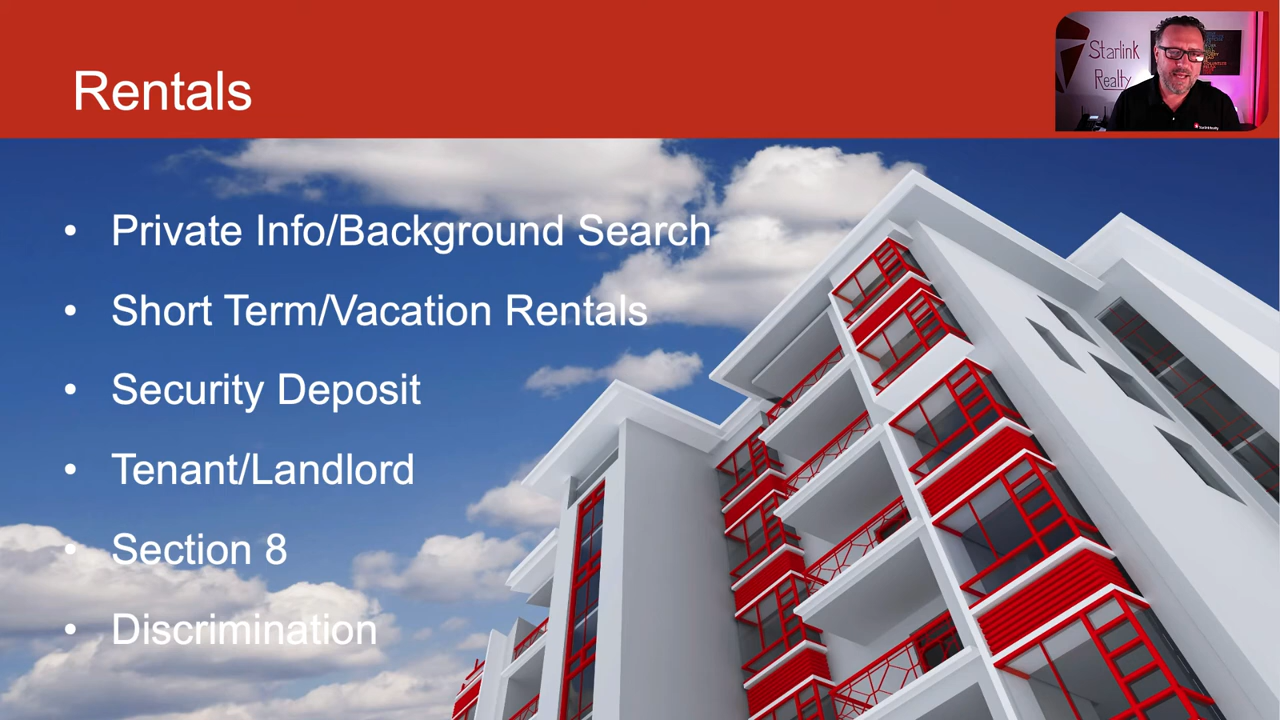 Rentals
Starlink
Realty
• Private Info/Background Search
• Short Term/Vacation Rentals
• Security Deposit
• Tenant/Landlord
• Section 8
• Discrimination